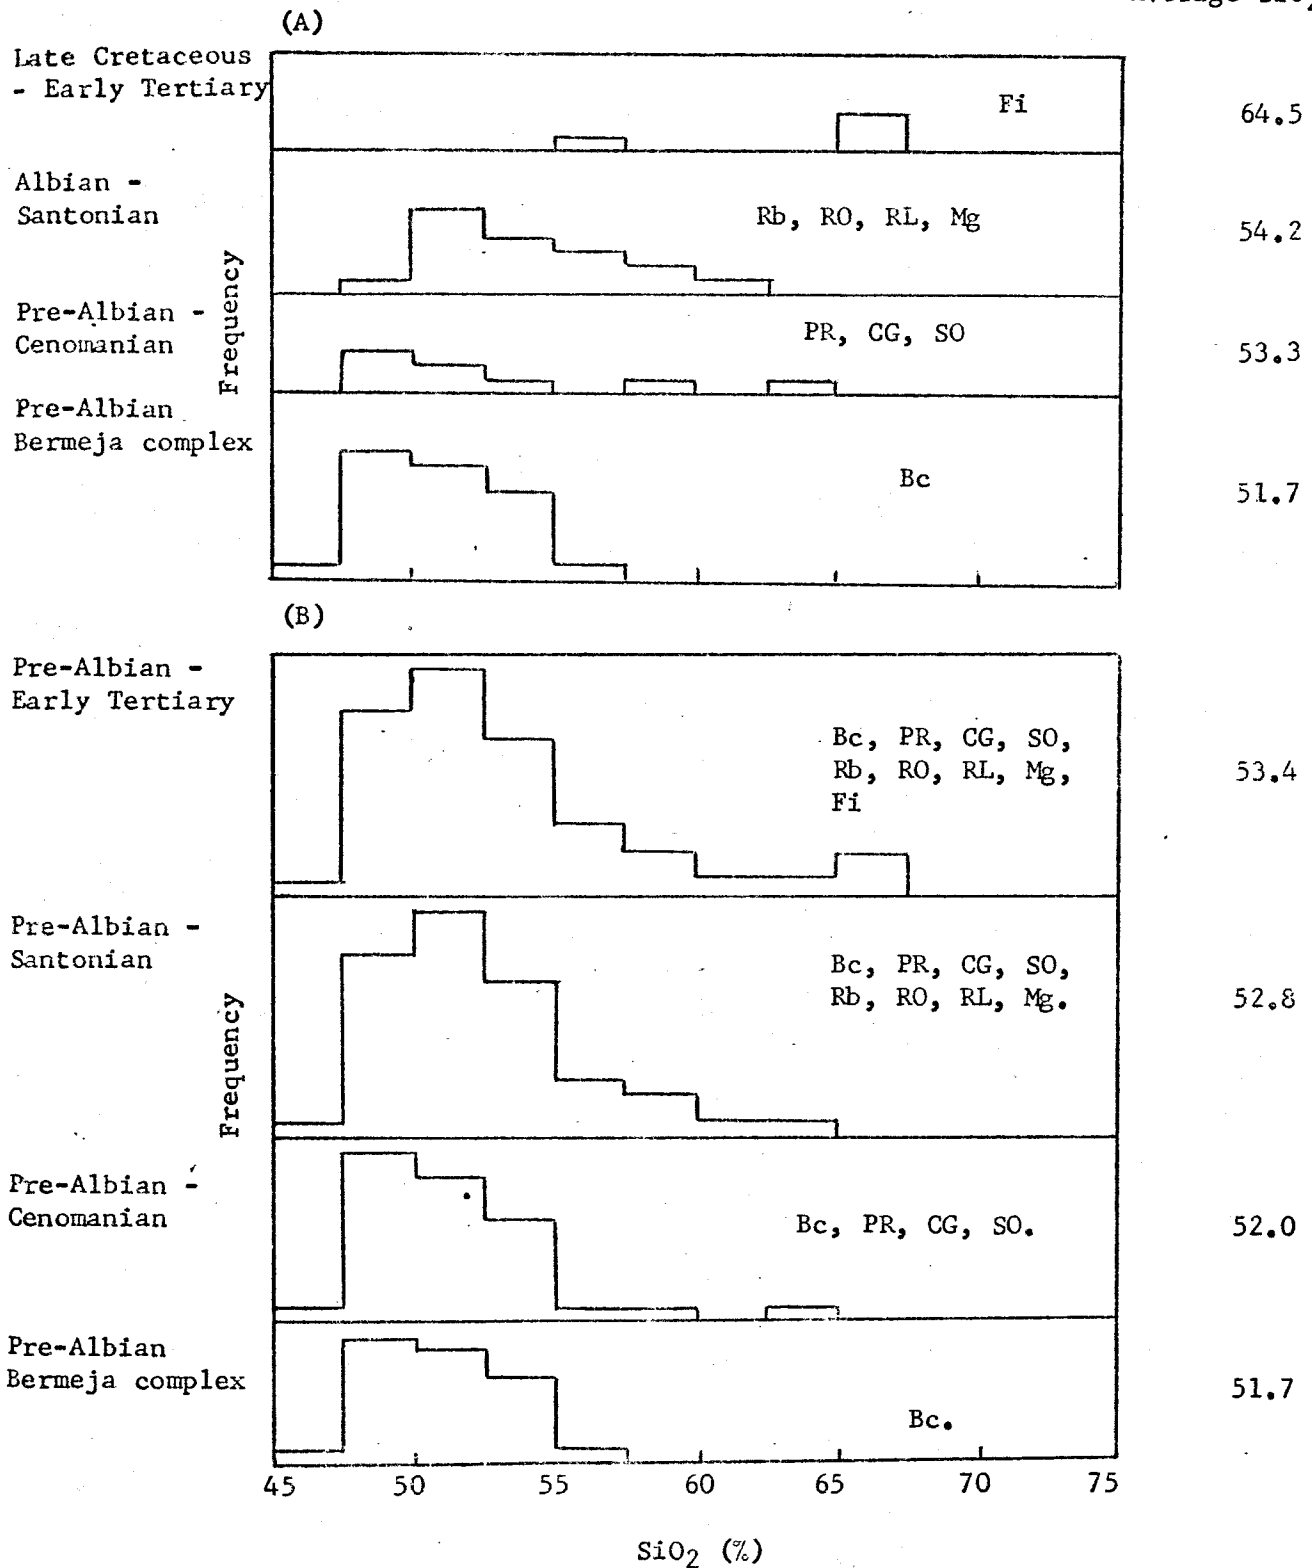 Average SiO2
(A)
Late Cretaceous
- Early Tertiary
Fi
64.5
Albian -
Santonian
Rb, RO, RL, Mg
54.2
Frequency
Pre-Albian -
Cenomanian
PR, CG, SO
53.3
Pre-Albian
Bermeja complex
Bc
51.7
(B)
Pre-Albian -
Early Tertiary
Bc, PR, CG, SO,
Rb, RO, RL, Mg,
Fi
53.4
Pre-Albian -
Santonian
Bc, PR, CG, SO,
Rb, RO, RL, Mg.
52.8
Frequency
Pre-Albian -
Cenomanian
Bc, PR, CG, SO.
52.0
Pre-Albian
Bermeja complex
Bc.
51.7
45 50 55 60 65 70 75
SiO2 (%)